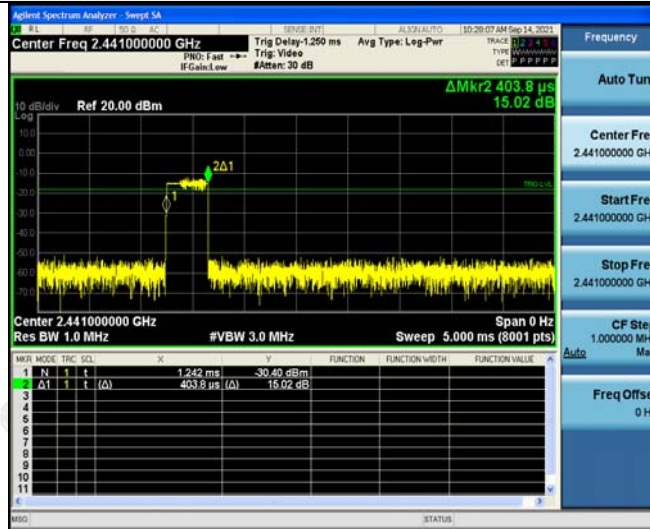 Agilent Spectrum Analyzer - Swept SA
RL RF 50 Ω AC SENSE:INT ALIGN AUTO 10:28:07 AM Sep 14, 2021
Center Freq 2.441000000 GHz
Trig Delay-1.250 ms Avg Type: Log-Pwr
TRACE 1 2 3 4 5 6
PNO: Fast Trig: Video TYPE
IFGain:Low #Atten: 30 dB DET P P P P P P
ΔMkr2 403.8 µs
10 dB/div Ref 20.00 dBm 15.02 dB
Log
10.0
0.00
-10.0
2Δ1
TRIG LVL
-20.0
1
-30.0
-40.0
-50.0
-60.0
-70.0
Center 2.441000000 GHz Span 0 Hz
Res BW 1.0 MHz #VBW 3.0 MHz Sweep 5.000 ms (8001 pts)
MKR MODE TRC SCL X Y FUNCTION FUNCTION WIDTH FUNCTION VALUE
1 N 1 t 1.242 ms -30.40 dBm
2 Δ1 1 t (Δ) 403.8 µs (Δ) 15.02 dB
3
4
5
6
7
8
9
10
11
MSG STATUS
Frequency
Auto Tun
Center Fre
2.441000000 GH
Start Fre
2.441000000 GH
Stop Fre
2.441000000 GH
CF Ste
1.000000 MH
Auto Ma
Freq Offse
0 H